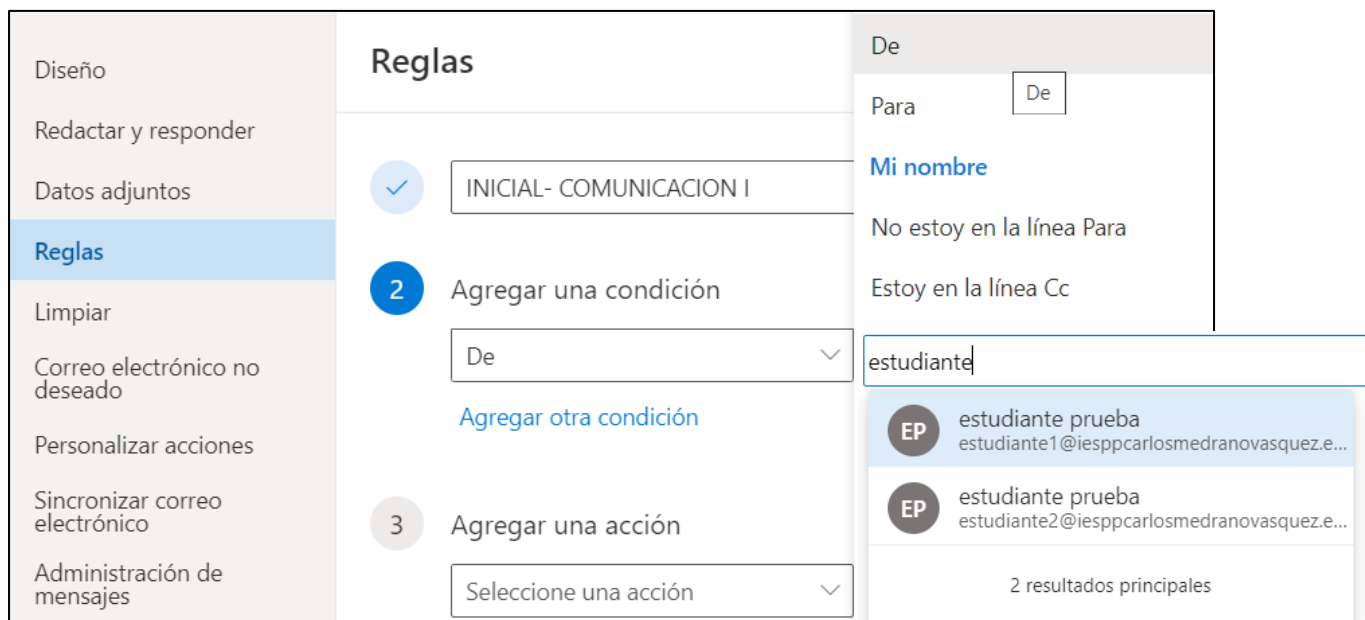 Diseño
Redactar y responder
Datos adjuntos
Reglas
Limpiar
Correo electrónico no
deseado
Personalizar acciones
Sincronizar correo
electrónico
Administración de
mensajes
Reglas
INICIAL- COMUNICACION I
2
Agregar una condición
De
Agregar otra condición
3
Agregar una acción
Seleccione una acción
De
De
Para
Mi nombre
No estoy en la línea Para
Estoy en la línea Cc
estudiante
EP
estudiante prueba
estudiante1@iesppcarlosmedranovasquez.e...
EP
estudiante prueba
estudiante2@iesppcarlosmedranovasquez.e...
2 resultados principales